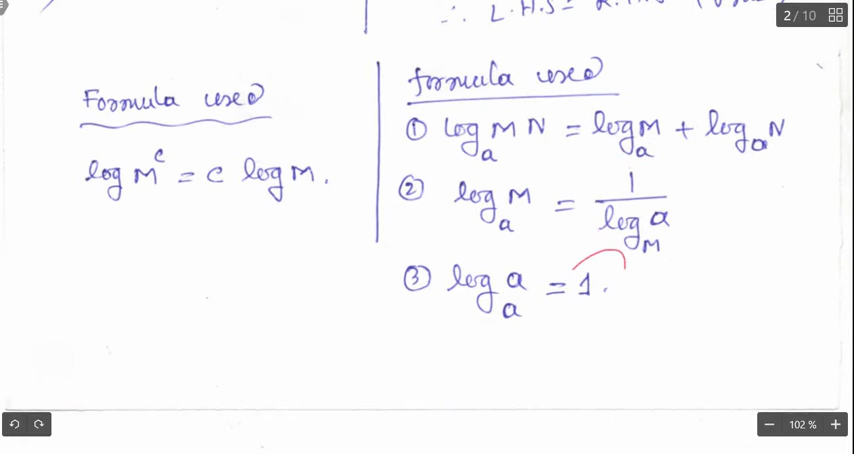 ∴ L.H.S =
2 / 10
Formula used
log M^c = c log M.
formula used
① log_a M N = log_a M + log_a N
② log_a M = 1 / log_M a
③ log_a a = 1.
102 %